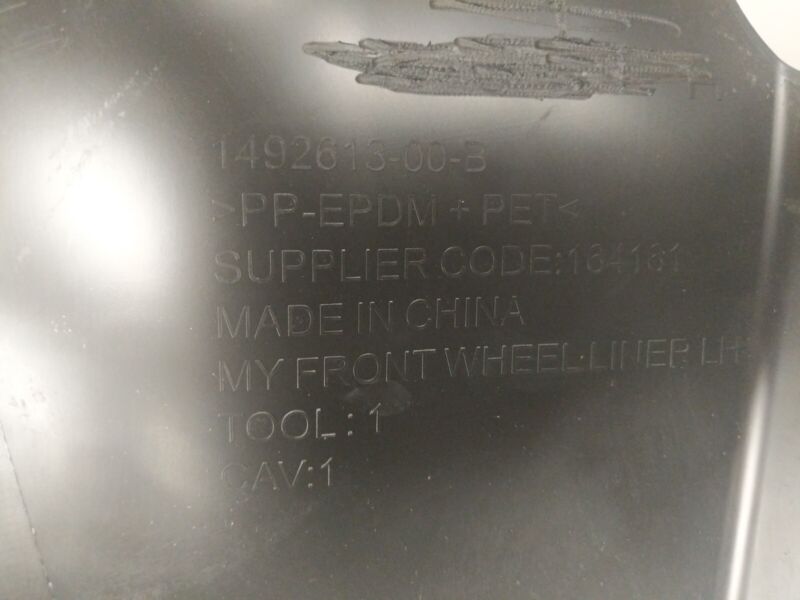 1492613-00-B
>PP-EPDM + PET<
SUPPLIER CODE:164161
MADE IN CHINA
MY FRONT WHEEL LINER LH
TOOL: 1
CAV:1